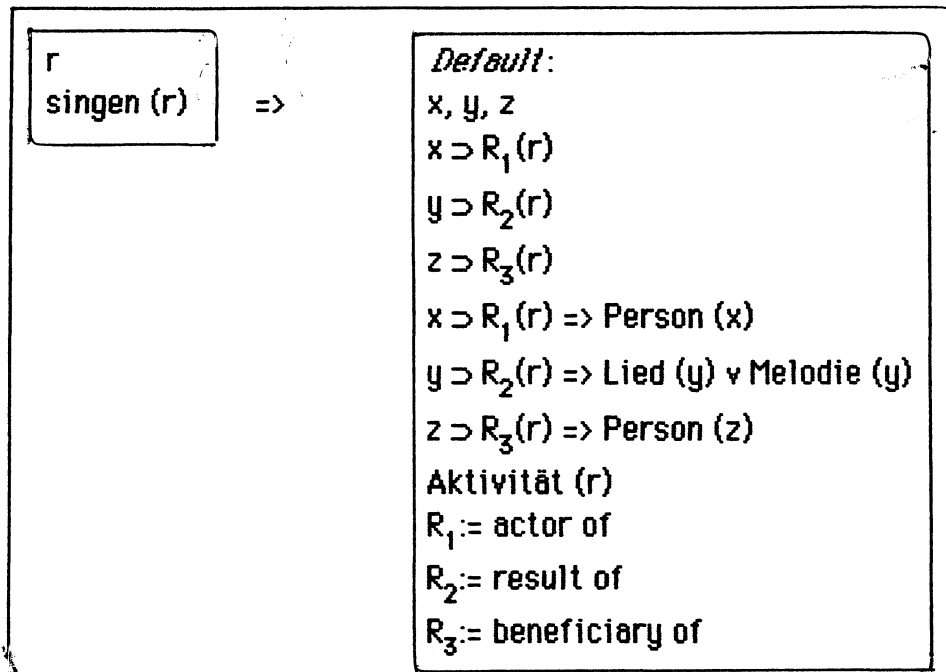 r
singen (r) =>
Default:
x, y, z
x ⊃ R₁(r)
y ⊃ R₂(r)
z ⊃ R₃(r)
x ⊃ R₁(r) => Person (x)
y ⊃ R₂(r) => Lied (y) v Melodie (y)
z ⊃ R₃(r) => Person (z)
Aktivität (r)
R₁:= actor of
R₂:= result of
R₃:= beneficiary of